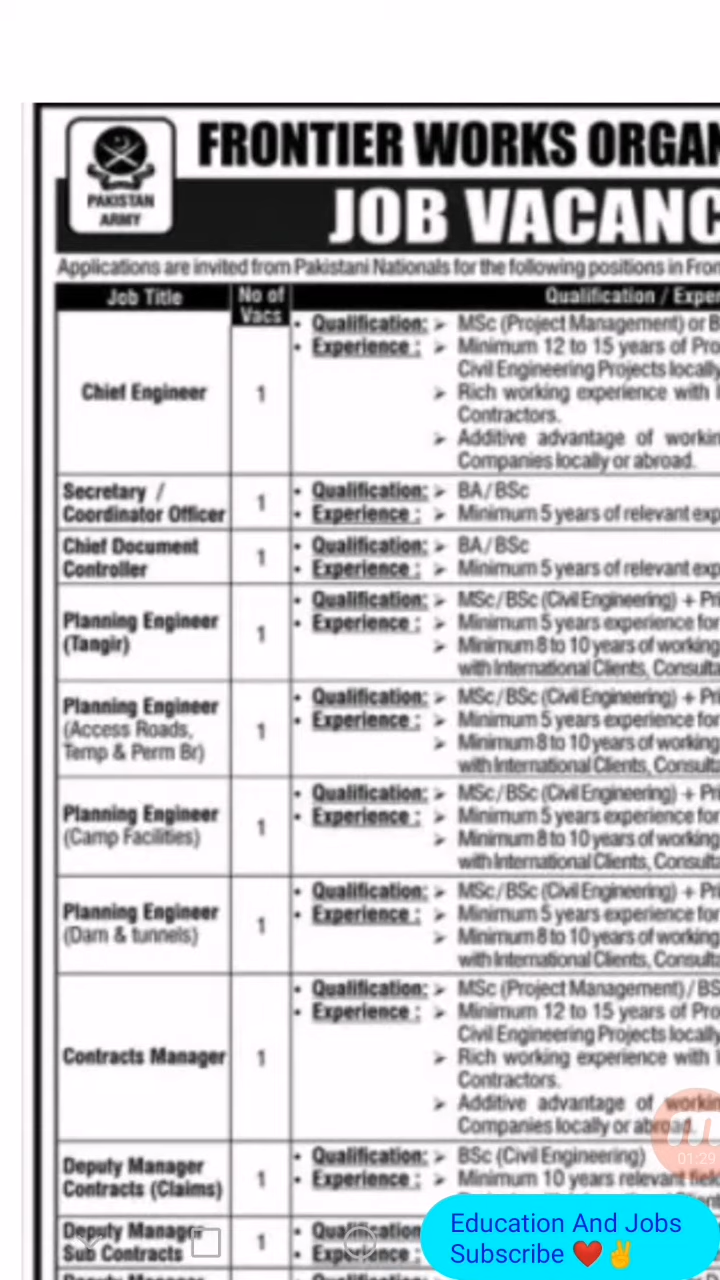 FRONTIER WORKS ORGAN
PAKISTAN
ARMY
JOB VACANC
Applications are invited from Pakistani Nationals for the following positions in Fron
Job Title
No of
Vacs
Qualification / Exper
Chief Engineer
1
• Qualification: ➢ MSc (Project Management) or B
• Experience : ➢ Minimum 12 to 15 years of Pro
Civil Engineering Projects locally
➢ Rich working experience with I
Contractors.
➢ Additive advantage of workin
Companies locally or abroad.
Secretary /
Coordinator Officer
1
• Qualification: ➢ BA/BSc
• Experience : ➢ Minimum 5 years of relevant exp
Chief Document
Controller
1
• Qualification: ➢ BA/BSc
• Experience : ➢ Minimum 5 years of relevant exp
Planning Engineer
(Tangir)
1
• Qualification: ➢ MSc/BSc (Civil Engineering) + Pri
• Experience : ➢ Minimum 5 years experience for
➢ Minimum 8 to 10 years of working
with International Clients, Consulta
Planning Engineer
(Access Roads,
Temp & Perm Br)
1
• Qualification: ➢ MSc/BSc (Civil Engineering) + Pri
• Experience : ➢ Minimum 5 years experience for
➢ Minimum 8 to 10 years of working
with International Clients, Consulta
Planning Engineer
(Camp Facilities)
1
• Qualification: ➢ MSc/BSc (Civil Engineering) + Pri
• Experience : ➢ Minimum 5 years experience for
➢ Minimum 8 to 10 years of working
with International Clients, Consulta
Planning Engineer
(Dam & tunnels)
1
• Qualification: ➢ MSc/BSc (Civil Engineering) + Pri
• Experience : ➢ Minimum 5 years experience for
➢ Minimum 8 to 10 years of working
with International Clients, Consulta
Contracts Manager
1
• Qualification: ➢ MSc (Project Management) / BS
• Experience : ➢ Minimum 12 to 15 years of Pro
Civil Engineering Projects locally
➢ Rich working experience with I
Contractors.
➢ Additive advantage of workin
Companies locally or abroad.
01:29
Deputy Manager
Contracts (Claims)
1
• Qualification: ➢ BSc (Civil Engineering)
• Experience : ➢ Minimum 10 years relevant field
Deputy Manager
Sub Contracts
1
• Qualification
• Experience :
Education And Jobs
Subscribe ❤️✌️